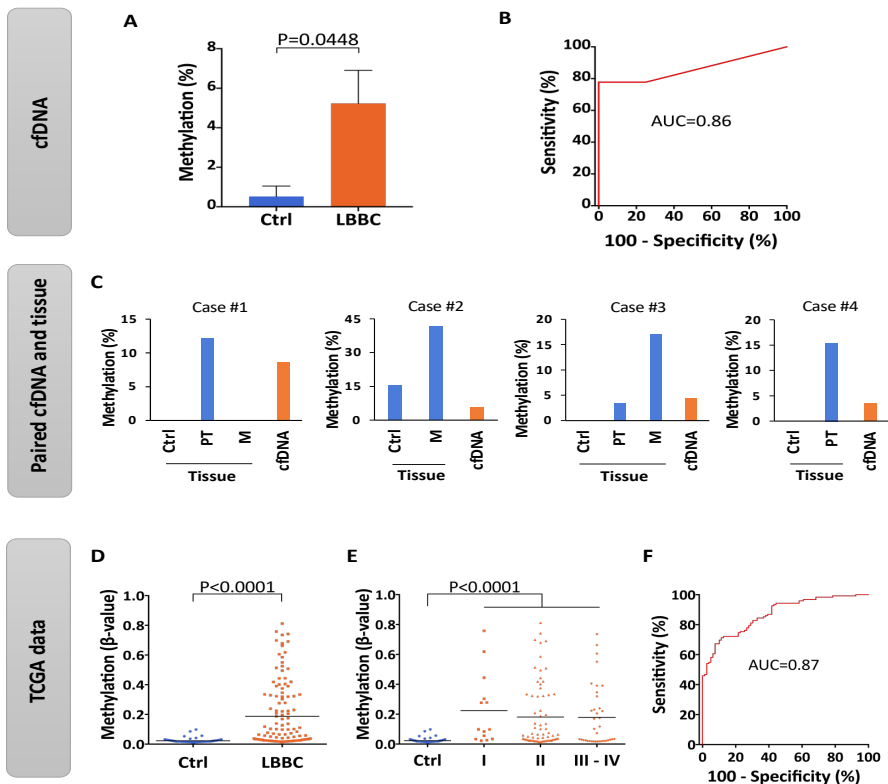 cfDNA
A
P=0.0448
Methylation (%)
8
6
4
2
0
Ctrl
LBBC
B
Sensitivity (%)
100
80
60
40
20
0
AUC=0.86
0
20
40
60
80
100
100 - Specificity (%)
Paired cfDNA and tissue
C
Case #1
Methylation (%)
15
10
5
0
Ctrl
PT
M
cfDNA
Tissue
Case #2
Methylation (%)
45
30
15
0
Ctrl
M
cfDNA
Tissue
Case #3
Methylation (%)
20
15
10
5
0
Ctrl
PT
M
cfDNA
Tissue
Case #4
Methylation (%)
20
15
10
5
0
Ctrl
PT
cfDNA
Tissue
TCGA data
D
P<0.0001
Methylation (β-value)
1.0
0.8
0.6
0.4
0.2
0.0
Ctrl
LBBC
E
P<0.0001
Methylation (β-value)
1.0
0.8
0.6
0.4
0.2
0.0
Ctrl
I
II
III - IV
F
Sensitivity (%)
100
80
60
40
20
0
AUC=0.87
0
20
40
60
80
100
100 - Specificity (%)